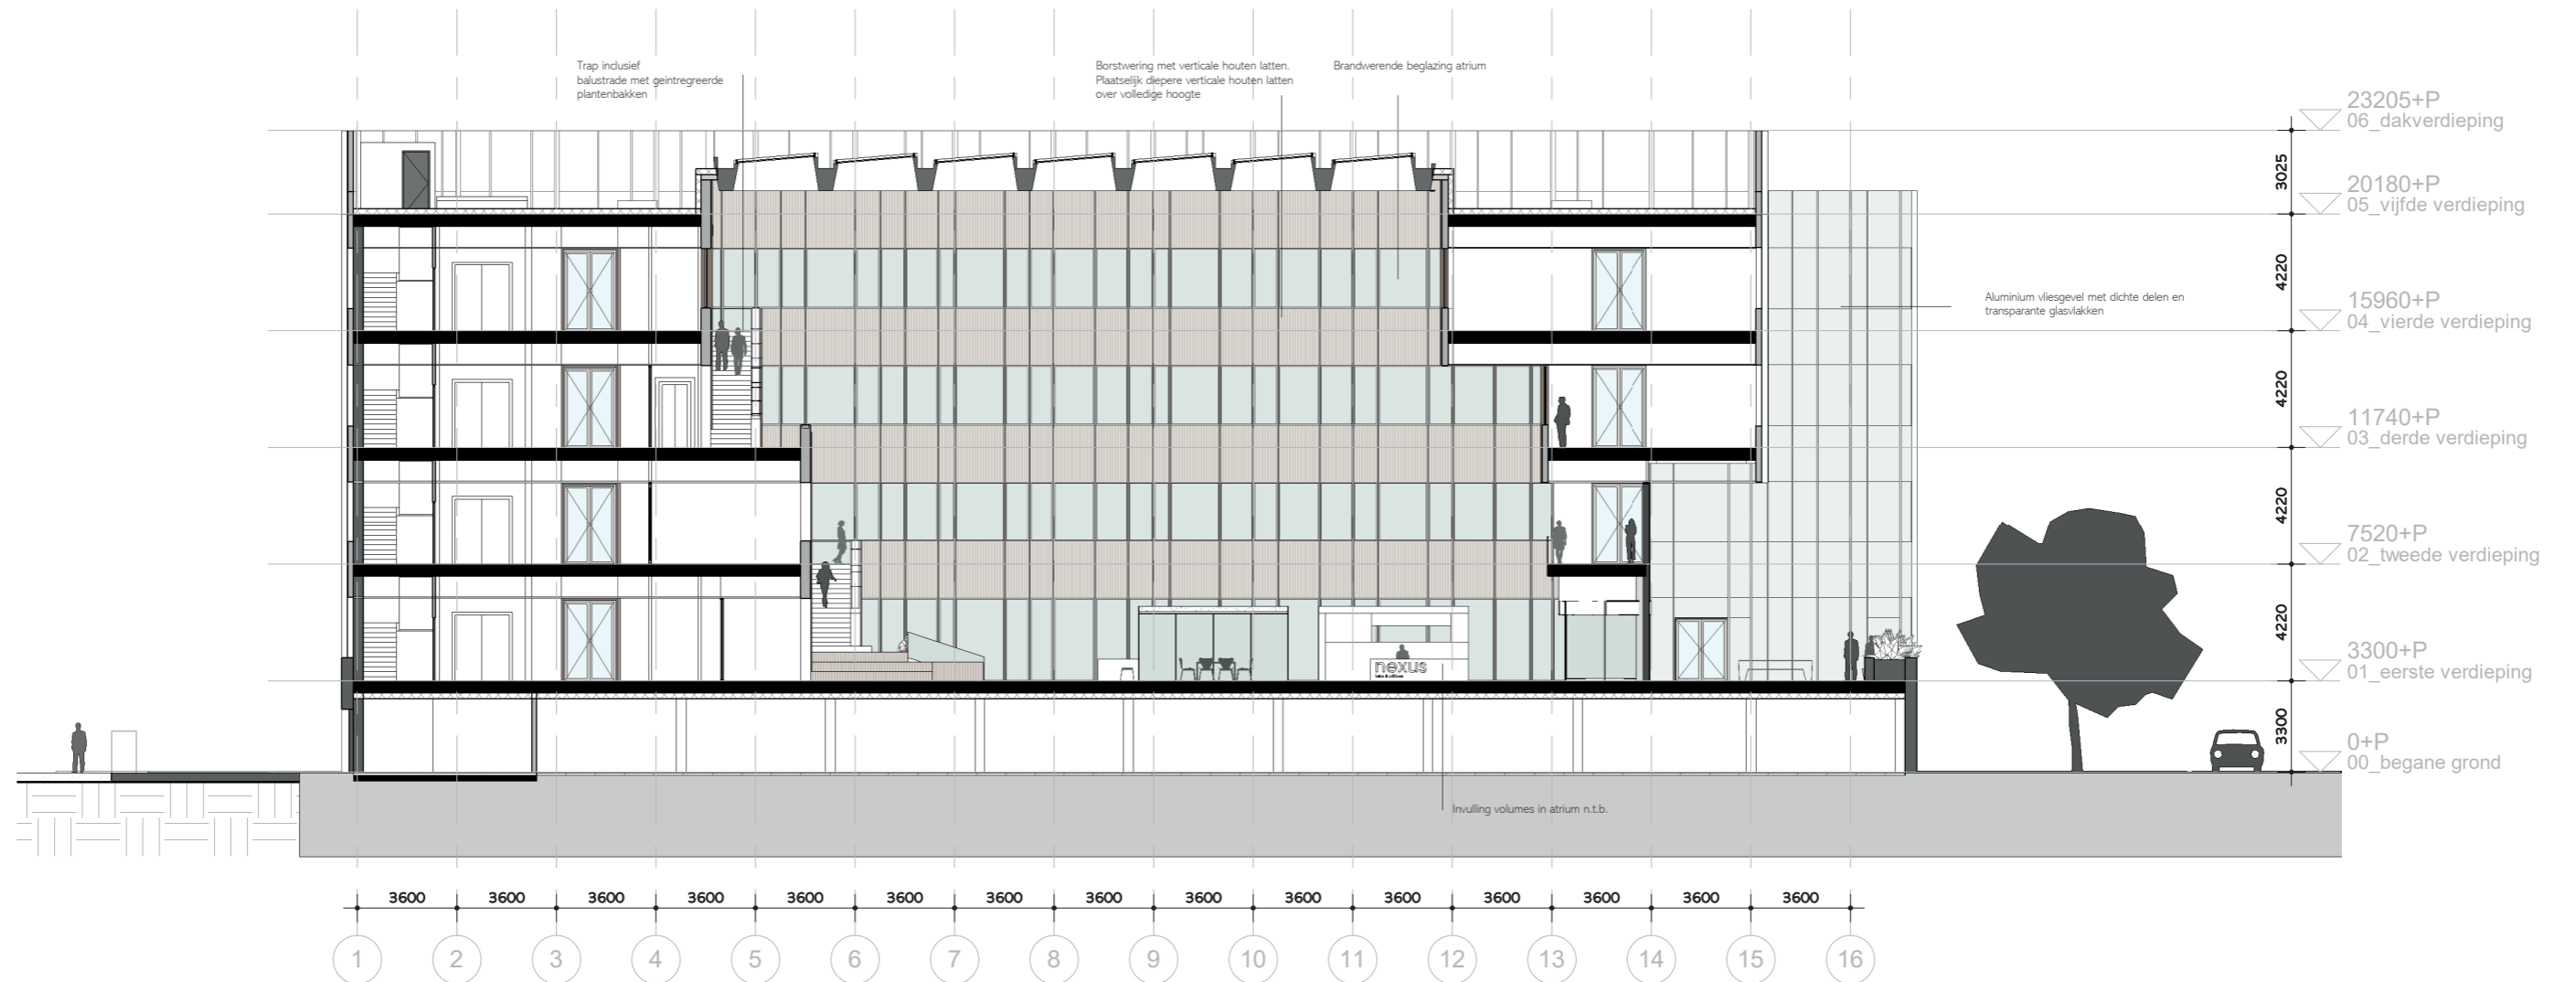 Trap inclusief
balustrade met geintregreerde
plantenbakken
Borstwering met verticale houten latten.
Plaatselijk diepere verticale houten latten
over volledige hoogte
Brandwerende beglazing atrium
23205+P
06_dakverdieping
3025
20180+P
05_vijfde verdieping
4220
Aluminium vliesgevel met dichte delen en
transparante glasvlakken
15960+P
04_vierde verdieping
4220
11740+P
03_derde verdieping
4220
7520+P
02_tweede verdieping
4220
nexus
3300+P
01_eerste verdieping
3300
0+P
00_begane grond
Invulling volumes in atrium n.t.b.
3600 3600 3600 3600 3600 3600 3600 3600 3600 3600 3600 3600 3600 3600 3600
1 2 3 4 5 6 7 8 9 10 11 12 13 14 15 16